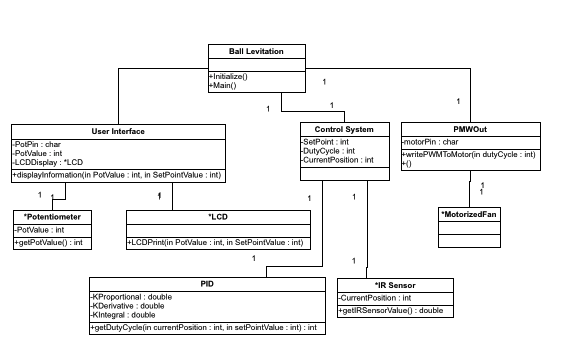 Ball Levitation
+Initialize()
+Main()
1
1
1
1
User Interface
-PotPin : char
-PotValue : int
-LCDDisplay : *LCD
+displayInformation(in PotValue : int, in SetPointValue : int)
Control System
-SetPoint : int
-DutyCycle : int
-CurrentPosition : int
PMWOut
-motorPin : char
+writePWMToMotor(in dutyCycle : int)
+()
1
1
1
1
1
1
1
*Potentiometer
-PotValue : int
+getPotValue() : int
*LCD
+LCDPrint(in PotValue : int, in SetPointValue : int)
*MotorizedFan
1
1
PID
-KProportional : double
-KDerivative : double
-KIntegral : double
+getDutyCycle(in currentPosition : int, in setPointValue : int) : int
*IR Sensor
-CurrentPosition : int
+getIRSensorValue() : double